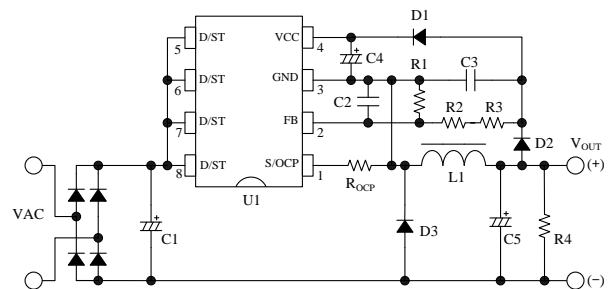 D1
D/ST VCC
5 4
C4
R1 C3
D/ST GND
6 3
C2
R2 R3
D/ST FB
7 2
D2 VOUT
D/ST S/OCP
8 1
(+)
ROCP L1
U1
VAC
C1 D3 C5 R4
(−)